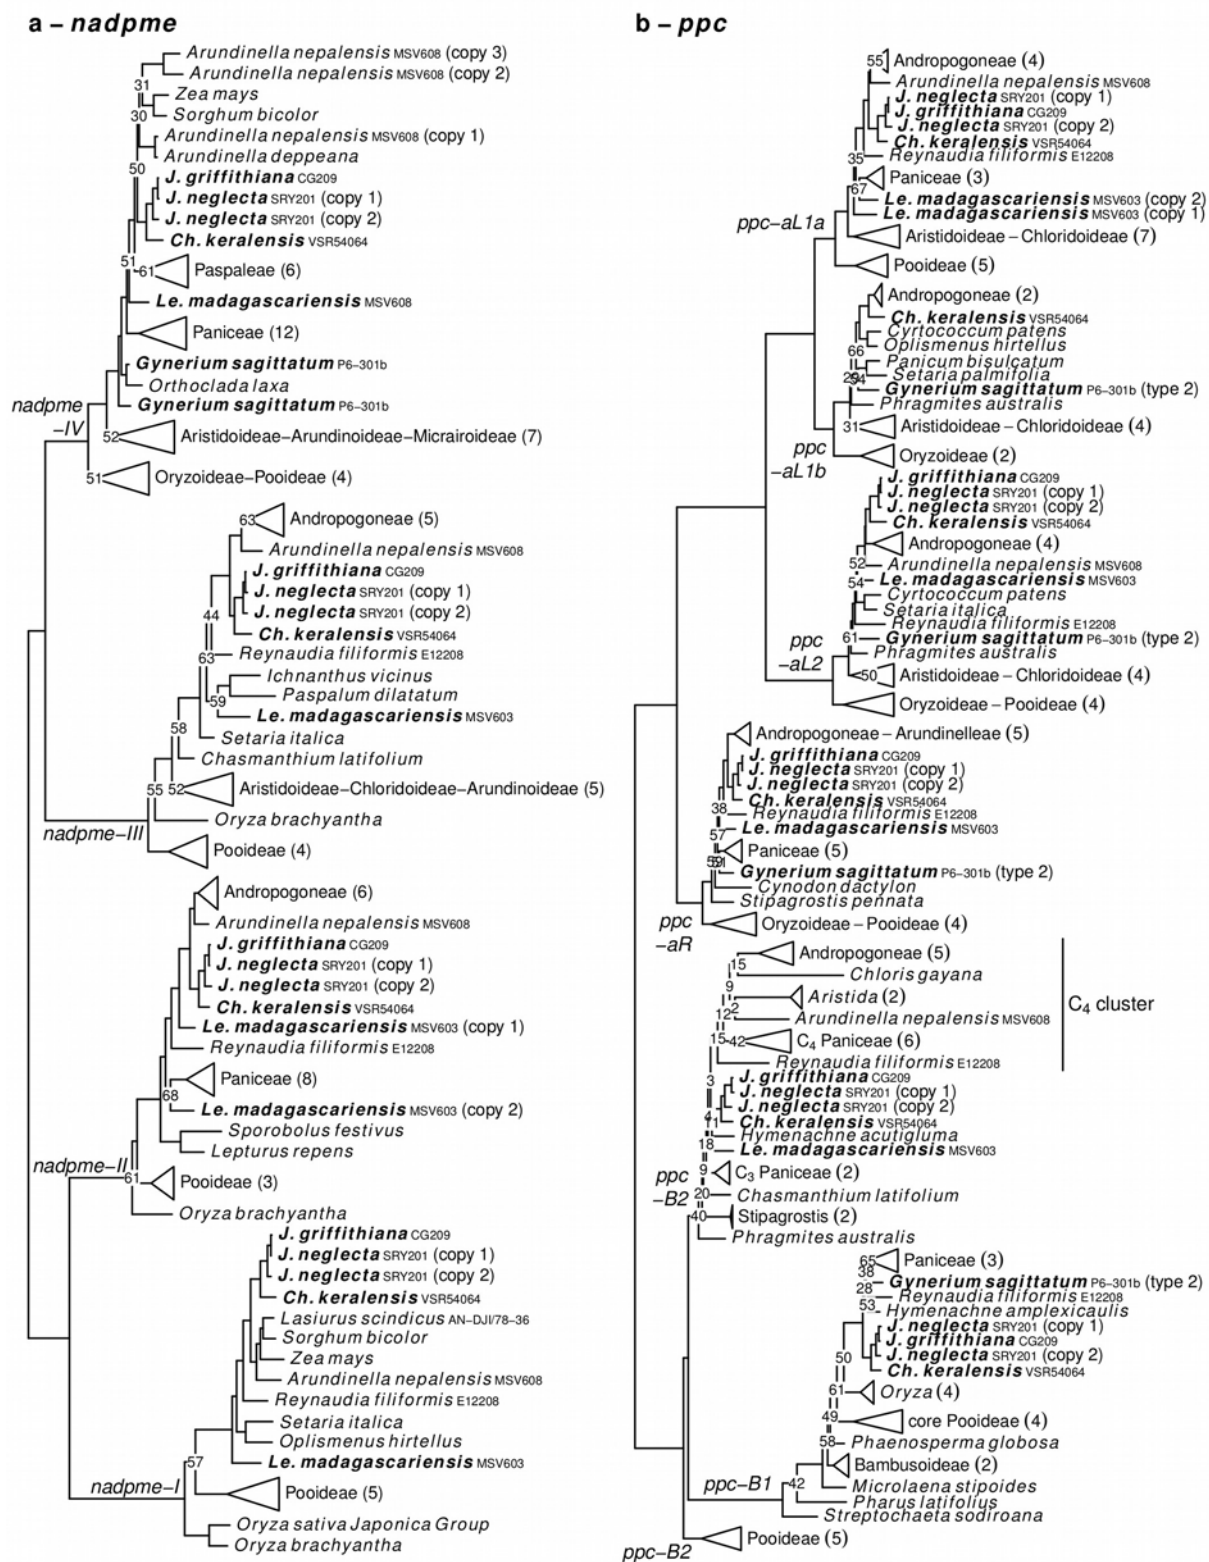 a – nadpme
Arundinella nepalensis MSV608 (copy 3)
Arundinella nepalensis MSV608 (copy 2)
31
Zea mays
30
Sorghum bicolor
Arundinella nepalensis MSV608 (copy 1)
Arundinella deppeana
50
J. griffithiana CG209
J. neglecta SRY201 (copy 1)
J. neglecta SRY201 (copy 2)
Ch. keralensis VSR54064
51
61
Paspaleae (6)
Le. madagascariensis MSV608
Paniceae (12)
Gynerium sagittatum P6–301b
Orthoclada laxa
Gynerium sagittatum P6–301b
nadpme
–IV
52
Aristidoideae–Arundinoideae–Micrairoideae (7)
51
Oryzoideae–Pooideae (4)
63
Andropogoneae (5)
Arundinella nepalensis MSV608
J. griffithiana CG209
J. neglecta SRY201 (copy 1)
44
J. neglecta SRY201 (copy 2)
Ch. keralensis VSR54064
63
Reynaudia filiformis E12208
Ichnanthus vicinus
59
Paspalum dilatatum
Le. madagascariensis MSV603
58
Setaria italica
Chasmanthium latifolium
55
52
Aristidoideae–Chloridoideae–Arundinoideae (5)
Oryza brachyantha
nadpme–III
Pooideae (4)
Andropogoneae (6)
Arundinella nepalensis MSV608
J. griffithiana CG209
J. neglecta SRY201 (copy 1)
J. neglecta SRY201 (copy 2)
Ch. keralensis VSR54064
Le. madagascariensis MSV603 (copy 1)
Reynaudia filiformis E12208
Paniceae (8)
68
Le. madagascariensis MSV603 (copy 2)
Sporobolus festivus
Lepturus repens
nadpme–II
61
Pooideae (3)
Oryza brachyantha
J. griffithiana CG209
J. neglecta SRY201 (copy 1)
J. neglecta SRY201 (copy 2)
Ch. keralensis VSR54064
Lasiurus scindicus AN–DJI/78–36
Sorghum bicolor
Zea mays
Arundinella nepalensis MSV608
Reynaudia filiformis E12208
Setaria italica
Oplismenus hirtellus
57
Le. madagascariensis MSV603
nadpme–I
Pooideae (5)
Oryza sativa Japonica Group
Oryza brachyantha
b – ppc
55
Andropogoneae (4)
Arundinella nepalensis MSV608
J. neglecta SRY201 (copy 1)
J. griffithiana CG209
J. neglecta SRY201 (copy 2)
Ch. keralensis VSR54064
35
Reynaudia filiformis E12208
Paniceae (3)
67
Le. madagascariensis MSV603 (copy 2)
Le. madagascariensis MSV603 (copy 1)
ppc–aL1a
Aristidoideae – Chloridoideae (7)
Pooideae (5)
Andropogoneae (2)
Ch. keralensis VSR54064
Cyrtococcum patens
Oplismenus hirtellus
66
Panicum bisulcatum
Setaria palmifolia
Gynerium sagittatum P6–301b (type 2)
Phragmites australis
31
Aristidoideae – Chloridoideae (4)
ppc
–aL1b
Oryzoideae (2)
J. griffithiana CG209
J. neglecta SRY201 (copy 1)
J. neglecta SRY201 (copy 2)
Ch. keralensis VSR54064
Andropogoneae (4)
52
Arundinella nepalensis MSV608
54
Le. madagascariensis MSV603
Cyrtococcum patens
Setaria italica
Reynaudia filiformis E12208
61
Gynerium sagittatum P6–301b (type 2)
Phragmites australis
ppc
–aL2
50
Aristidoideae – Chloridoideae (4)
Oryzoideae – Pooideae (4)
Andropogoneae – Arundinelleae (5)
J. griffithiana CG209
J. neglecta SRY201 (copy 1)
J. neglecta SRY201 (copy 2)
Ch. keralensis VSR54064
38
Reynaudia filiformis E12208
Le. madagascariensis MSV603
57
Paniceae (5)
Gynerium sagittatum P6–301b (type 2)
Cynodon dactylon
Stipagrostis pennata
ppc
–aR
Oryzoideae – Pooideae (4)
Andropogoneae (5)
15
Chloris gayana
9
Aristida (2)
12
2
Arundinella nepalensis MSV608
C4 cluster
15
42
C4 Paniceae (6)
Reynaudia filiformis E12208
3
J. griffithiana CG209
J. neglecta SRY201 (copy 1)
J. neglecta SRY201 (copy 2)
4
11
Ch. keralensis VSR54064
Hymenachne acutigluma
18
Le. madagascariensis MSV603
9
C3 Paniceae (2)
ppc
–B2
20
Chasmanthium latifolium
40
Stipagrostis (2)
Phragmites australis
65
Paniceae (3)
38
Gynerium sagittatum P6–301b (type 2)
28
Reynaudia filiformis E12208
53
Hymenachne amplexicaulis
J. neglecta SRY201 (copy 1)
J. griffithiana CG209
50
J. neglecta SRY201 (copy 2)
Ch. keralensis VSR54064
61
Oryza (4)
49
core Pooideae (4)
58
Phaenosperma globosa
Bambusoideae (2)
ppc–B1
42
Microlaena stipoides
Pharus latifolius
Streptochaeta sodiroana
Pooideae (5)
ppc–B2